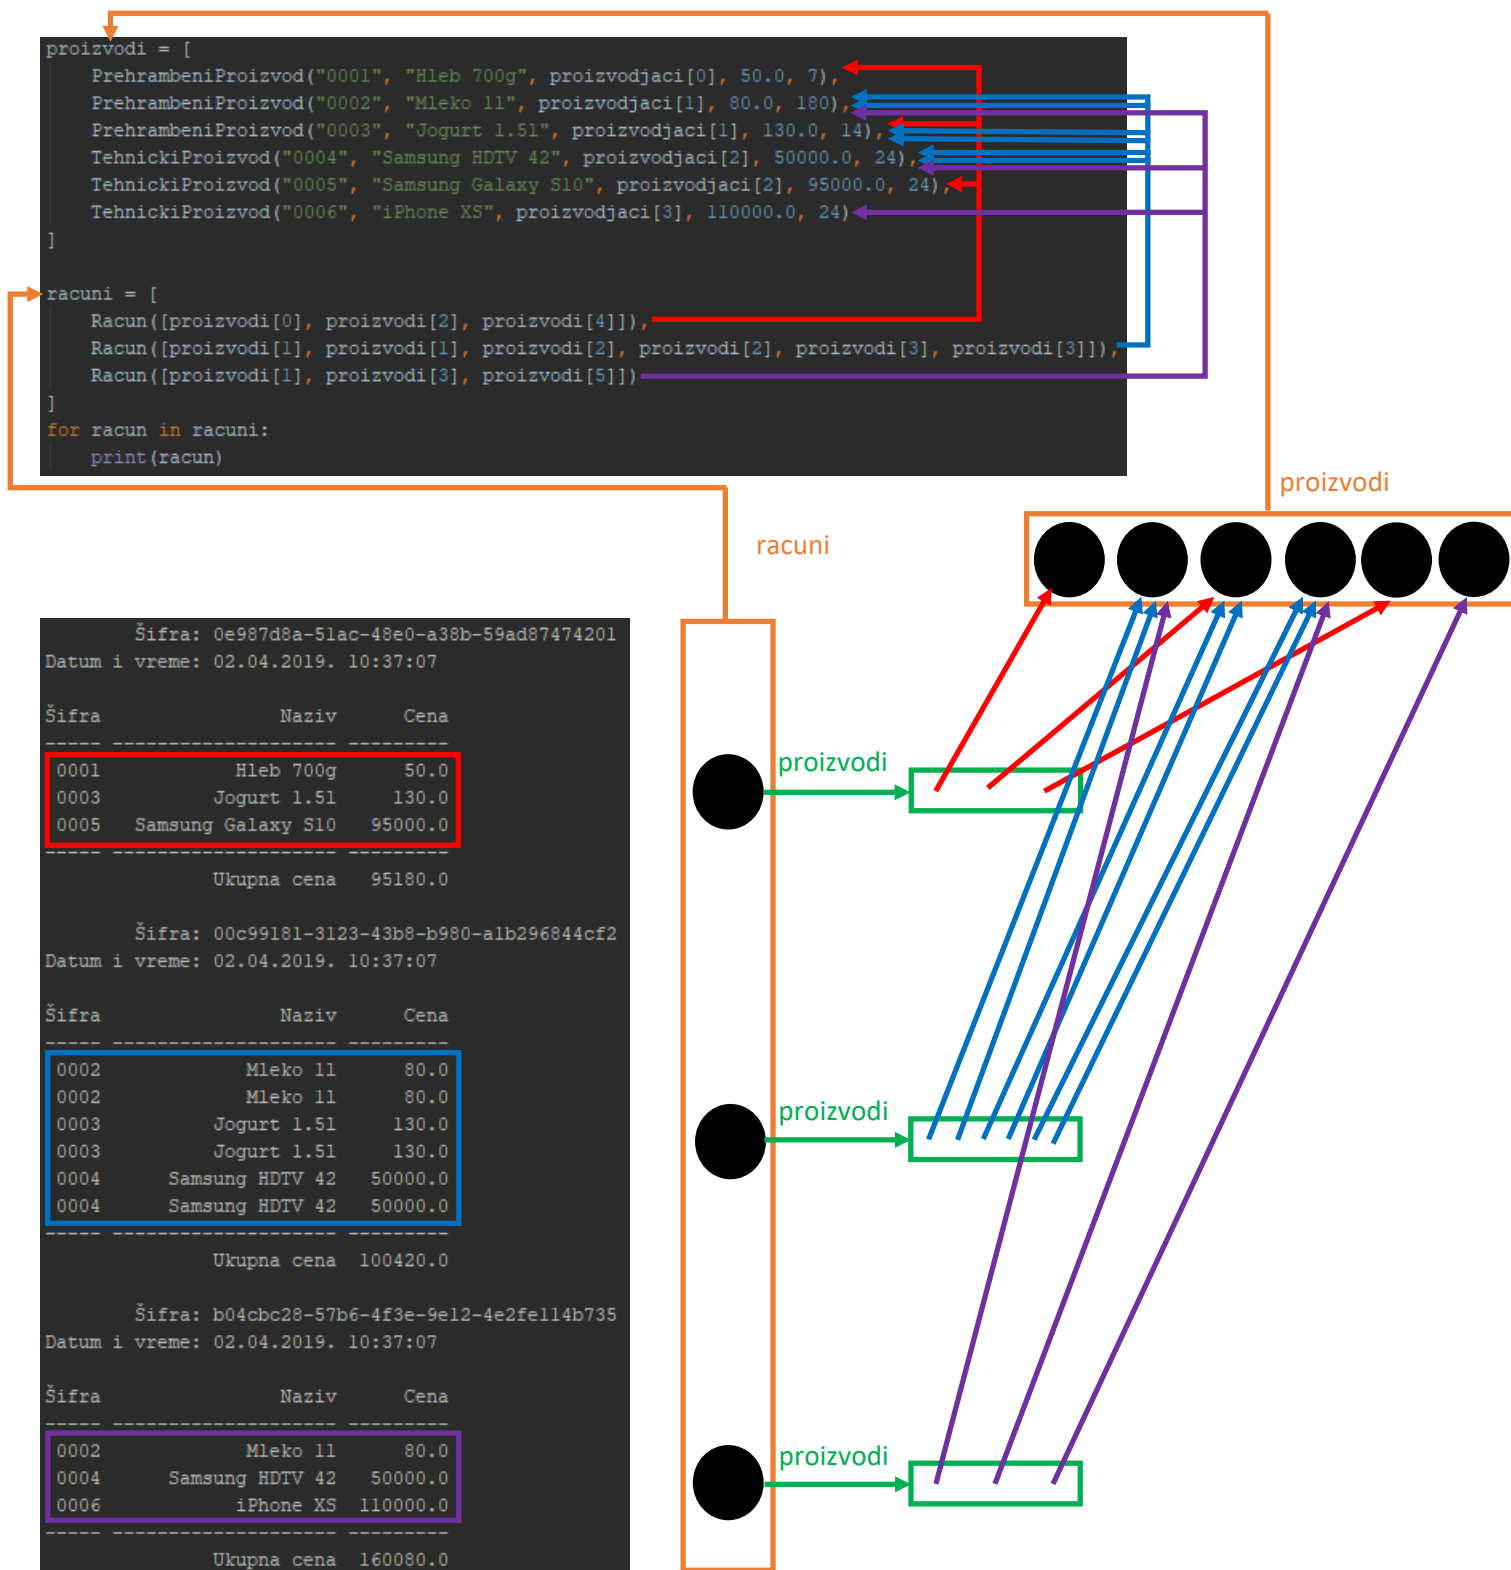 proizvodi = [
PrehrambeniProizvod("0001", "Hleb 700g", proizvodjaci[0], 50.0, 7),
PrehrambeniProizvod("0002", "Mleko 1l", proizvodjaci[1], 80.0, 180),
PrehrambeniProizvod("0003", "Jogurt 1.5l", proizvodjaci[1], 130.0, 14),
TehnickiProizvod("0004", "Samsung HDTV 42", proizvodjaci[2], 50000.0, 24),
TehnickiProizvod("0005", "Samsung Galaxy S10", proizvodjaci[2], 95000.0, 24),
TehnickiProizvod("0006", "iPhone XS", proizvodjaci[3], 110000.0, 24)
]
racuni = [
Racun([proizvodi[0], proizvodi[2], proizvodi[4]]),
Racun([proizvodi[1], proizvodi[1], proizvodi[2], proizvodi[2], proizvodi[3], proizvodi[3]]),
Racun([proizvodi[1], proizvodi[3], proizvodi[5]])
]
for racun in racuni:
print(racun)
proizvodi
racuni
Šifra: 0e987d8a-51ac-48e0-a38b-59ad87474201
Datum i vreme: 02.04.2019. 10:37:07
Šifra Naziv Cena
----- -------------------- ---------
0001 Hleb 700g 50.0
0003 Jogurt 1.5l 130.0
0005 Samsung Galaxy S10 95000.0
----- -------------------- ---------
Ukupna cena 95180.0
Šifra: 00c99181-3123-43b8-b980-a1b296844cf2
Datum i vreme: 02.04.2019. 10:37:07
Šifra Naziv Cena
----- -------------------- ---------
0002 Mleko 1l 80.0
0002 Mleko 1l 80.0
0003 Jogurt 1.5l 130.0
0003 Jogurt 1.5l 130.0
0004 Samsung HDTV 42 50000.0
0004 Samsung HDTV 42 50000.0
----- -------------------- ---------
Ukupna cena 100420.0
Šifra: b04cbc28-57b6-4f3e-9e12-4e2fe114b735
Datum i vreme: 02.04.2019. 10:37:07
Šifra Naziv Cena
----- -------------------- ---------
0002 Mleko 1l 80.0
0004 Samsung HDTV 42 50000.0
0006 iPhone XS 110000.0
----- -------------------- ---------
Ukupna cena 160080.0
proizvodi
proizvodi
proizvodi